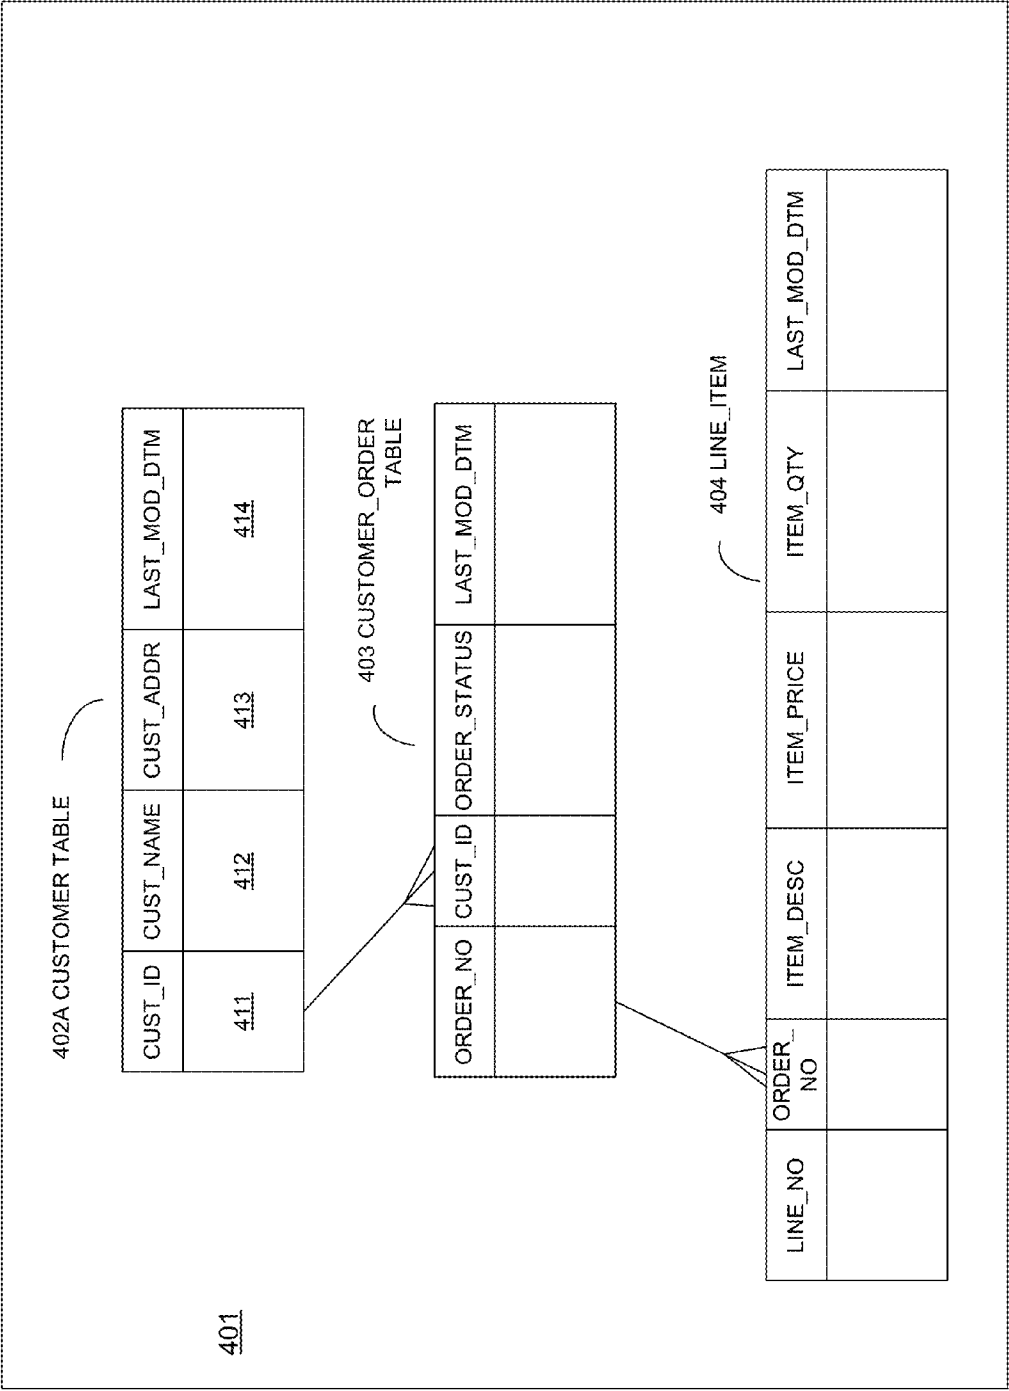 401
402A CUSTOMER TABLE
CUST_ID
CUST_NAME
CUST_ADDR
LAST_MOD_DTM
411
412
413
414
403 CUSTOMER_ORDER
TABLE
ORDER_NO
CUST_ID
ORDER_STATUS
LAST_MOD_DTM
404 LINE_ITEM
LINE_NO
ORDER_
NO
ITEM_DESC
ITEM_PRICE
ITEM_QTY
LAST_MOD_DTM